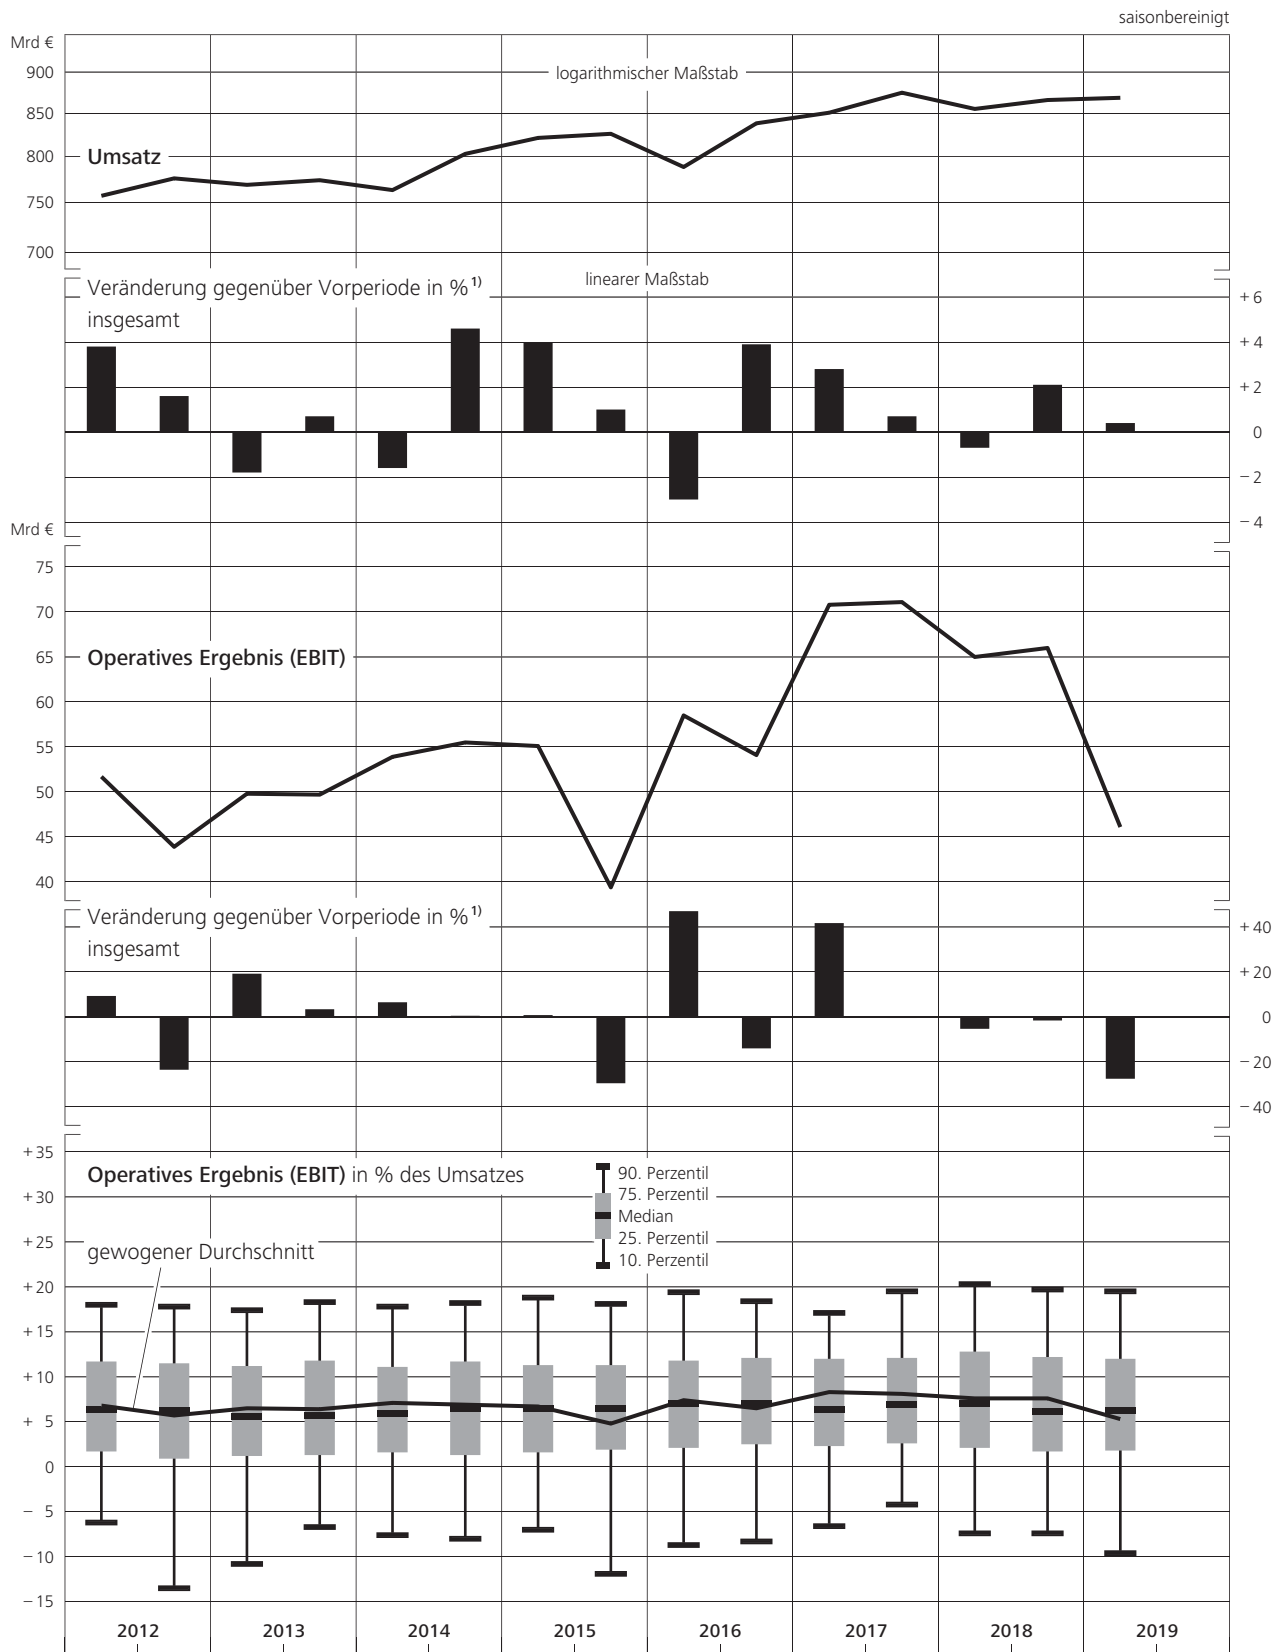 saisonbereinigt
Mrd €
900
logarithmischer Maßstab
850
800
Umsatz
750
700
Veränderung gegenüber Vorperiode in %¹⁾
linearer Maßstab
+ 6
insgesamt
+ 4
+ 2
0
− 2
− 4
Mrd €
75
70
65
Operatives Ergebnis (EBIT)
60
55
50
45
40
Veränderung gegenüber Vorperiode in %¹⁾
+ 40
insgesamt
+ 20
0
− 20
− 40
+ 35
Operatives Ergebnis (EBIT) in % des Umsatzes
90. Perzentil
75. Perzentil
+ 30
Median
25. Perzentil
+ 25
gewogener Durchschnitt
10. Perzentil
+ 20
+ 15
+ 10
+ 5
0
− 5
− 10
− 15
2012 2013 2014 2015 2016 2017 2018 2019